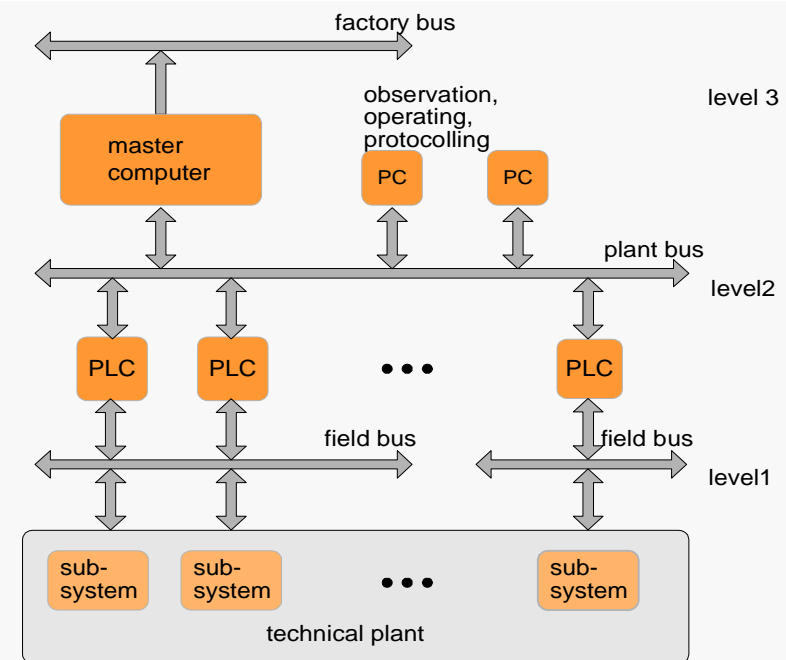 factory bus
observation,
operating,
protocolling
level 3
master
computer
PC
PC
plant bus
level2
PLC
PLC
PLC
field bus
field bus
level1
sub-
system
sub-
system
sub-
system
technical plant